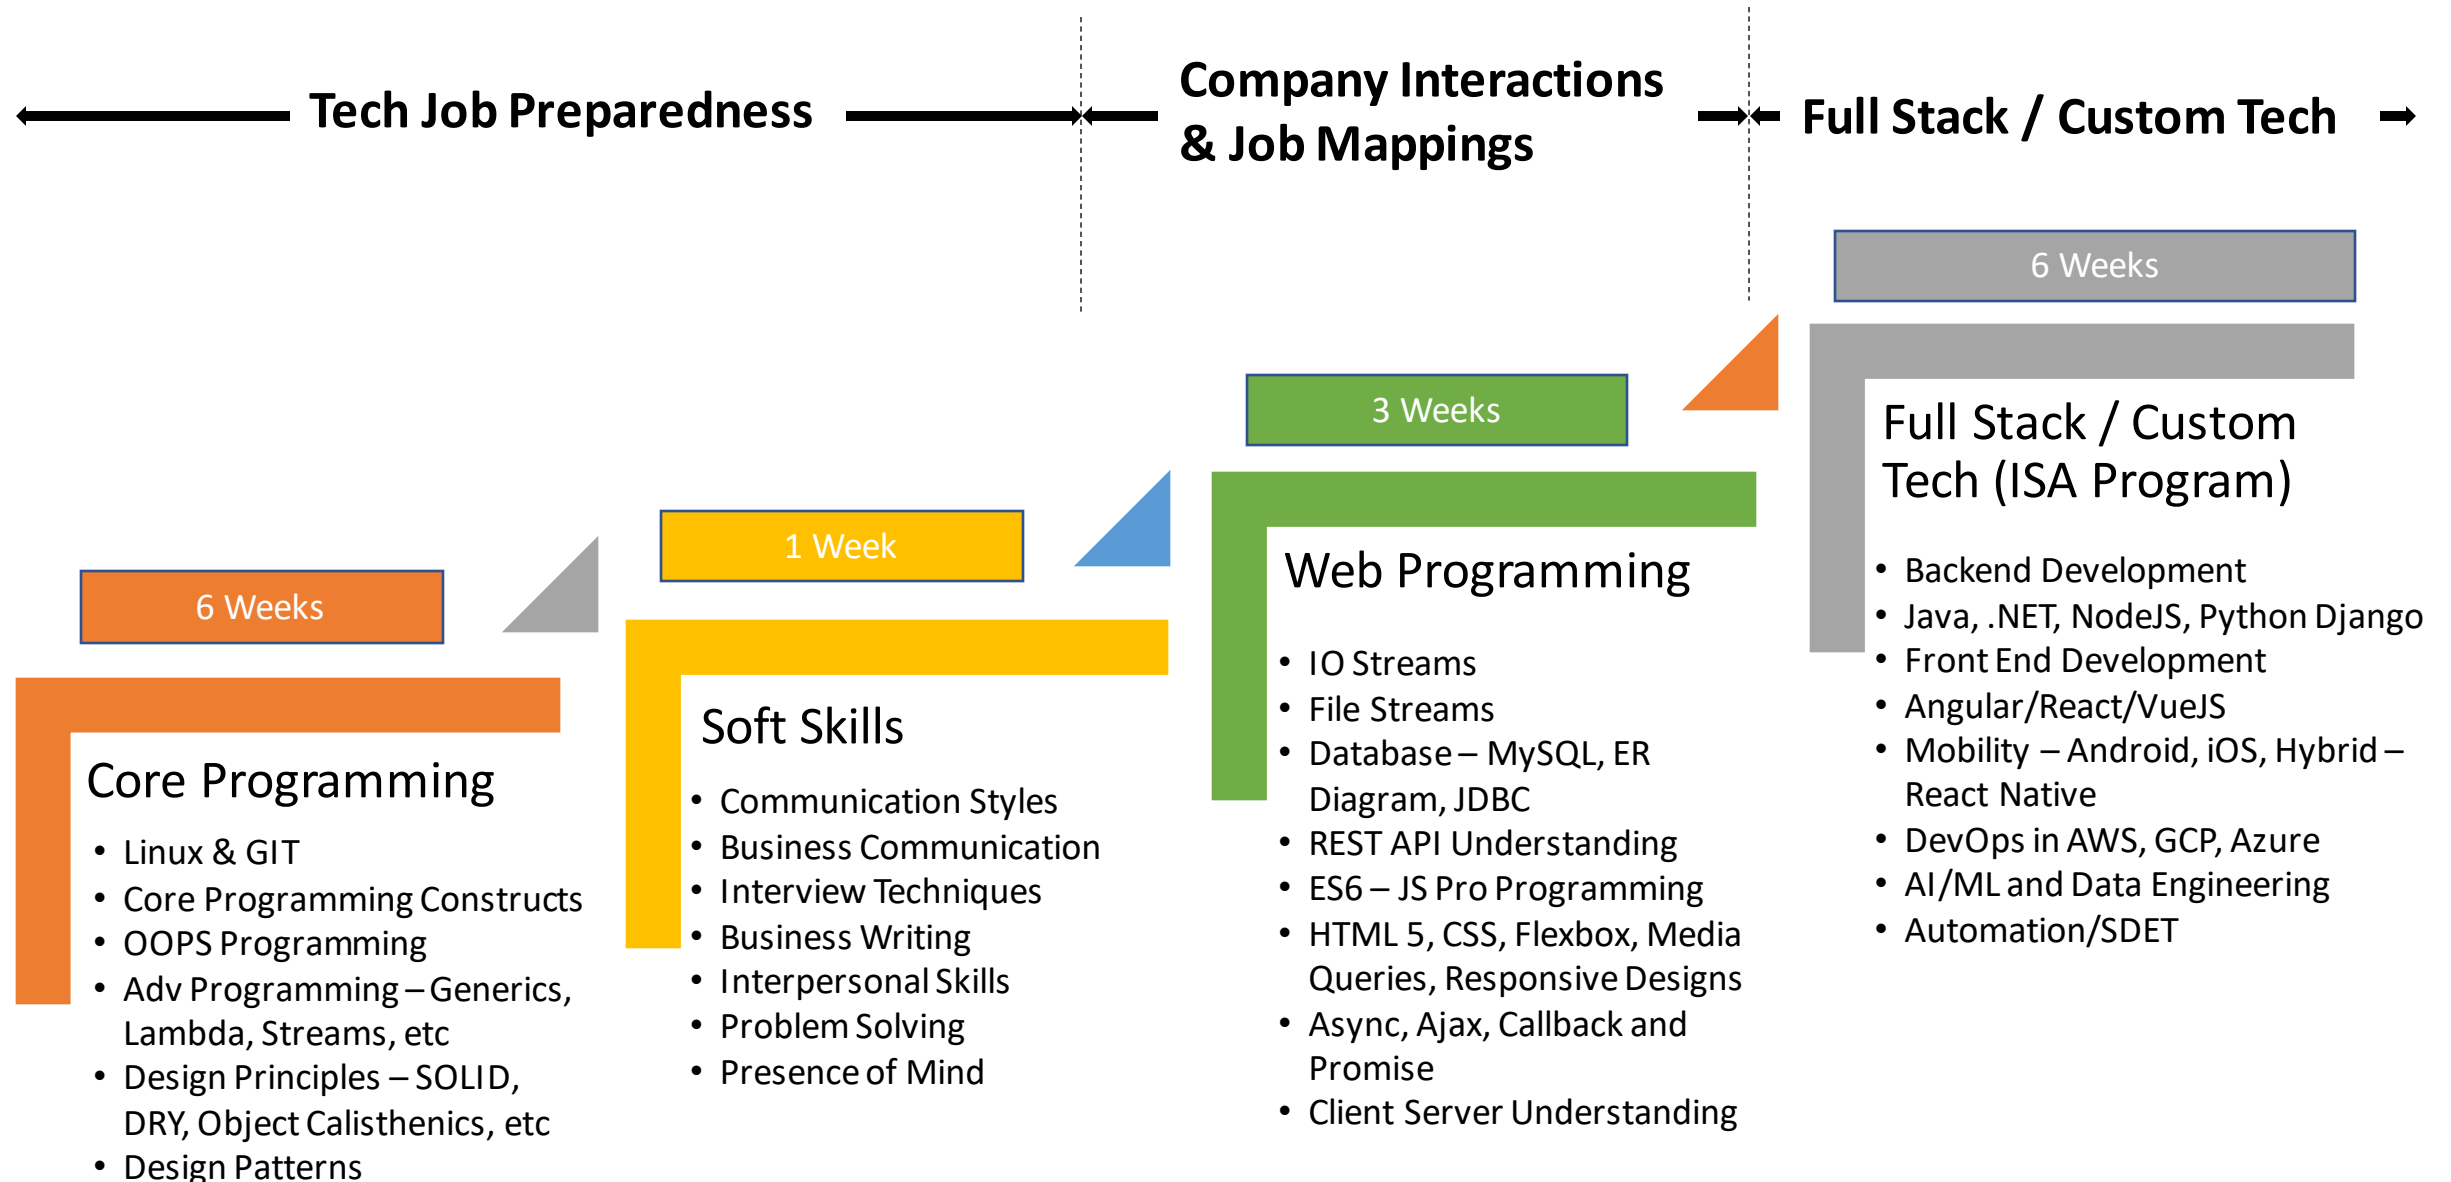 Tech Job Preparedness
Company Interactions
& Job Mappings
Full Stack / Custom Tech
6 Weeks
Core Programming
• Linux & GIT
• Core Programming Constructs
• OOPS Programming
• Adv Programming – Generics,
Lambda, Streams, etc
• Design Principles – SOLID,
DRY, Object Calisthenics, etc
• Design Patterns
1 Week
Soft Skills
• Communication Styles
• Business Communication
• Interview Techniques
• Business Writing
• Interpersonal Skills
• Problem Solving
• Presence of Mind
3 Weeks
Web Programming
• IO Streams
• File Streams
• Database – MySQL, ER
Diagram, JDBC
• REST API Understanding
• ES6 – JS Pro Programming
• HTML 5, CSS, Flexbox, Media
Queries, Responsive Designs
• Async, Ajax, Callback and
Promise
• Client Server Understanding
6 Weeks
Full Stack / Custom
Tech (ISA Program)
• Backend Development
• Java, .NET, NodeJS, Python Django
• Front End Development
• Angular/React/VueJS
• Mobility – Android, iOS, Hybrid –
React Native
• DevOps in AWS, GCP, Azure
• AI/ML and Data Engineering
• Automation/SDET